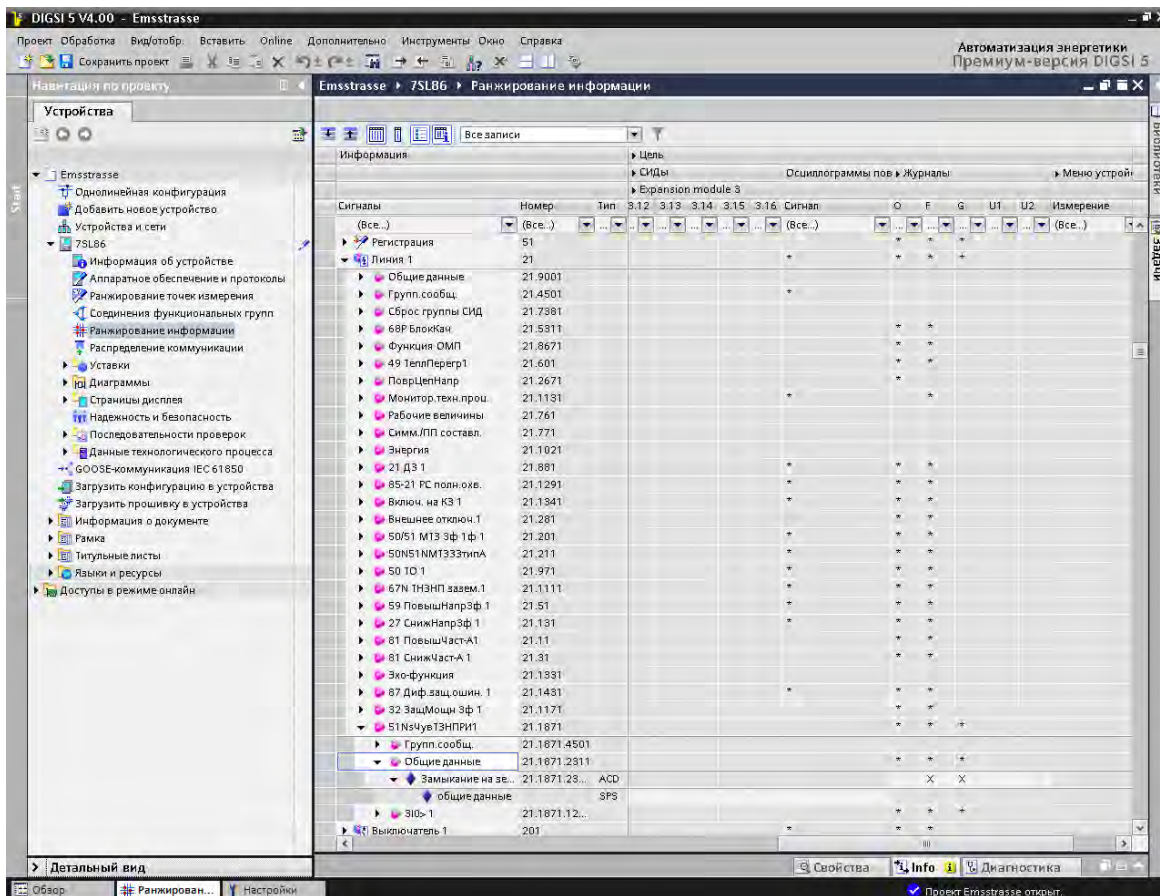 DIGSI 5 V4.00 - Emsstrasse
Проект Обработка Вид/отобр. Вставить Online Дополнительно Инструменты Окно Справка
Автоматизация энергетики
Премиум-версия DIGSI 5
Сохранить проект
Навигация по проекту
Emsstrasse 7SL86 Ранжирование информации
Устройства
Все записи
Start
Библиотеки
Задачи
Emsstrasse
Однолинейная конфигурация
Добавить новое устройство
Устройства и сети
7SL86
Информация об устройстве
Аппаратное обеспечение и протоколы
Ранжирование точек измерения
Соединения функциональных групп
Ранжирование информации
Распределение коммуникации
Уставки
Диаграммы
Страницы дисплея
Надежность и безопасность
Последовательности проверок
Данные технологического процесса
GOOSE-коммуникация IEC 61850
Загрузить конфигурацию в устройства
Загрузить прошивку в устройства
Информация о документе
Рамка
Титульные листы
Языки и ресурсы
Доступы в режиме онлайн
Информация Цель
СИДы Осциллограммы пов Журналы Меню устрой
Expansion module 3
Сигналы Номер Тип 3.12 3.13 3.14 3.15 3.16 Сигнал O F G U1 U2 Измерение
(Все...) (Все...) ... ... ... ... ... ... (Все...) ... ... ... ... ... (Все...)
Регистрация 51 * *
Линия 1 21 * * * *
Общие данные 21.9001
Групп.сообщ. 21.4501 *
Сброс группы СИД 21.7381
68Р БлокКач 21.5311 * *
Функция ОМП 21.8671 * *
49 ТеплПерегр1 21.601 * *
ПоврЦепНапр 21.2671 *
Монитор.техн.проц. 21.1131 * *
Рабочие величины 21.761
Симм./ПП составл. 21.771
Энергия 21.1021
21 ДЗ 1 21.881 * * *
85-21 РС полн.охв. 21.1291 * * *
Включ. на КЗ 1 21.1341 * * *
Внешнее отключ.1 21.281 * *
50/51 МТЗ 3ф 1ф 1 21.201 * * *
50N51NМТЗ3ЗтипА 21.211 * * *
50 ТО 1 21.971 * * *
67N ТНЗНП зазем.1 21.1111 * * *
59 ПовышНапр3ф 1 21.51 * * *
27 СнижНапр3ф 1 21.131 * * *
81 ПовышЧаст-А1 21.11 * *
81 СнижЧаст-А 1 21.31 * *
Эхо-функция 21.1331
87 Диф.защ.ошин. 1 21.1431 * * *
32 ЗащМощн 3ф 1 21.1171 * *
51NsЧувТЗНПРИ1 21.1871 * * *
Групп.сообщ. 21.1871.4501
Общие данные 21.1871.2311 * * *
Замыкание на зе... 21.1871.23... ACD X X
общие данные SPS
3I0> 1 21.1871.12... * * *
Выключатель 1 201 * * *
Детальный вид
Свойства Info Диагностика
Обзор Ранжирован... Настройки
Проект Emsstrasse открыт.